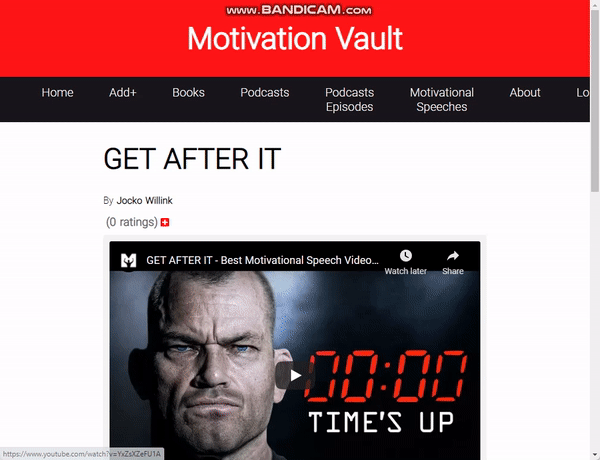 www.BANDICAM.com
Motivation Vault
Home Add+ Books Podcasts Podcasts Episodes Motivational Speeches About Lo
GET AFTER IT
By Jocko Willink
(0 ratings)
GET AFTER IT - Best Motivational Speech Video...
Watch later Share
00:00
TIME'S UP
https://www.youtube.com/watch?v=YxZsXZeFU1A